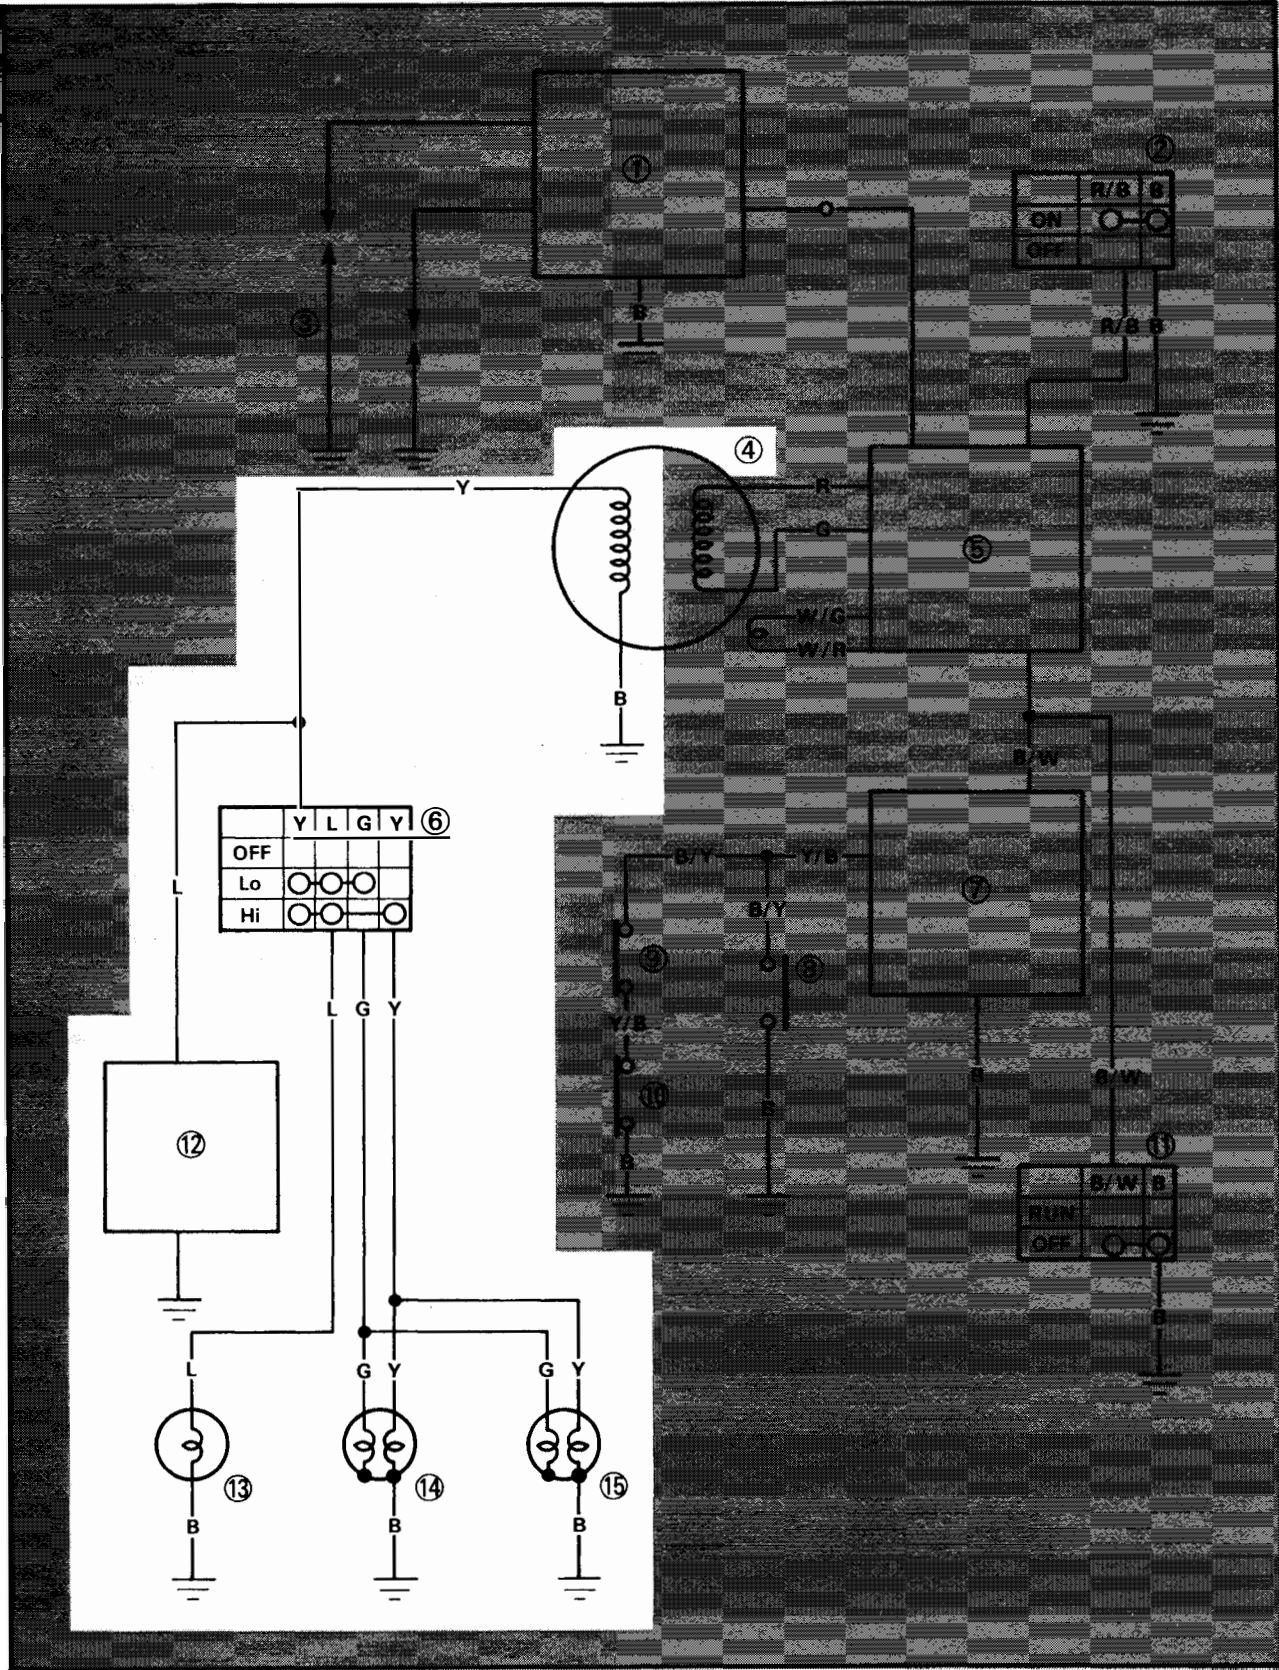 ①
②
R/B B
ON
OFF
③
B
R/B B
④
Y
R
G
⑤
W/G
W/R
B
B/W
Y L G Y ⑥
OFF
Lo
Hi
B/Y Y/B
L
⑦
B/Y
⑨
⑧
L G Y
Y/B
B
B/W
⑩
B
⑫
⑪
B
B/W B
RUN
OFF
B
L
G Y
G Y
⑬
⑭
⑮
B
B
B